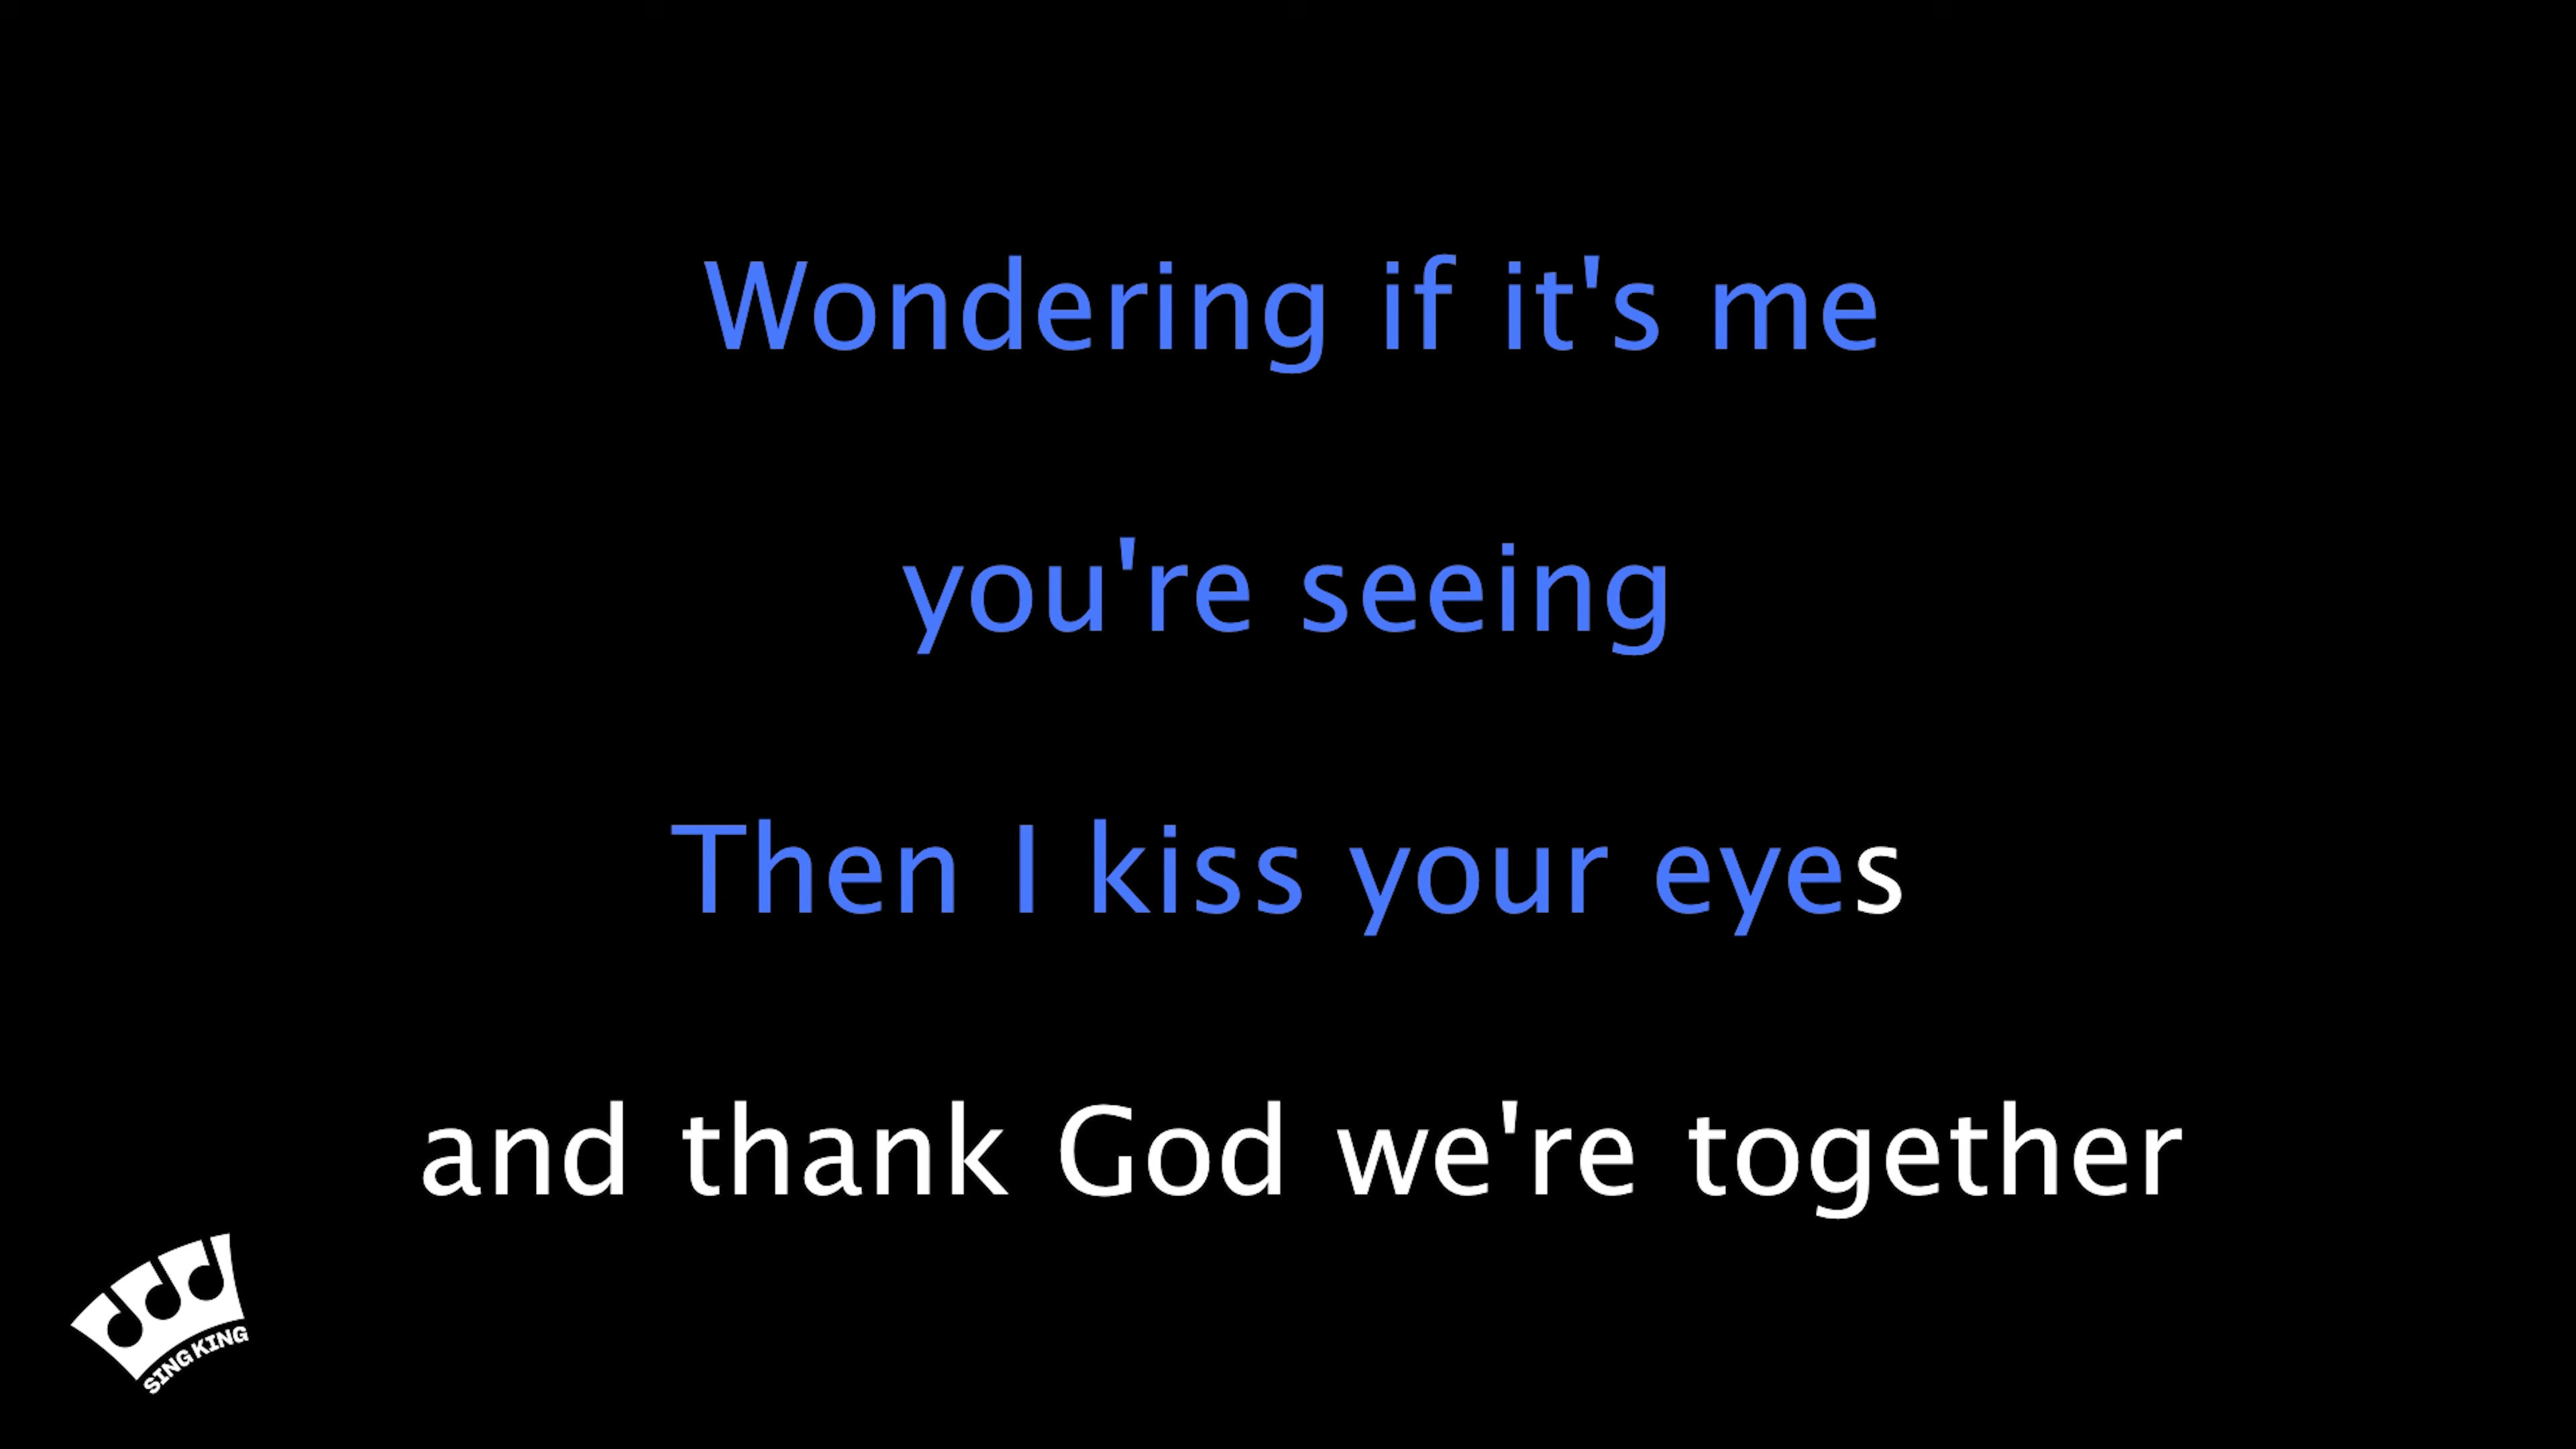 Wondering if it's me
you're seeing
Then I kiss your eyes
and thank God we're together
SING KING